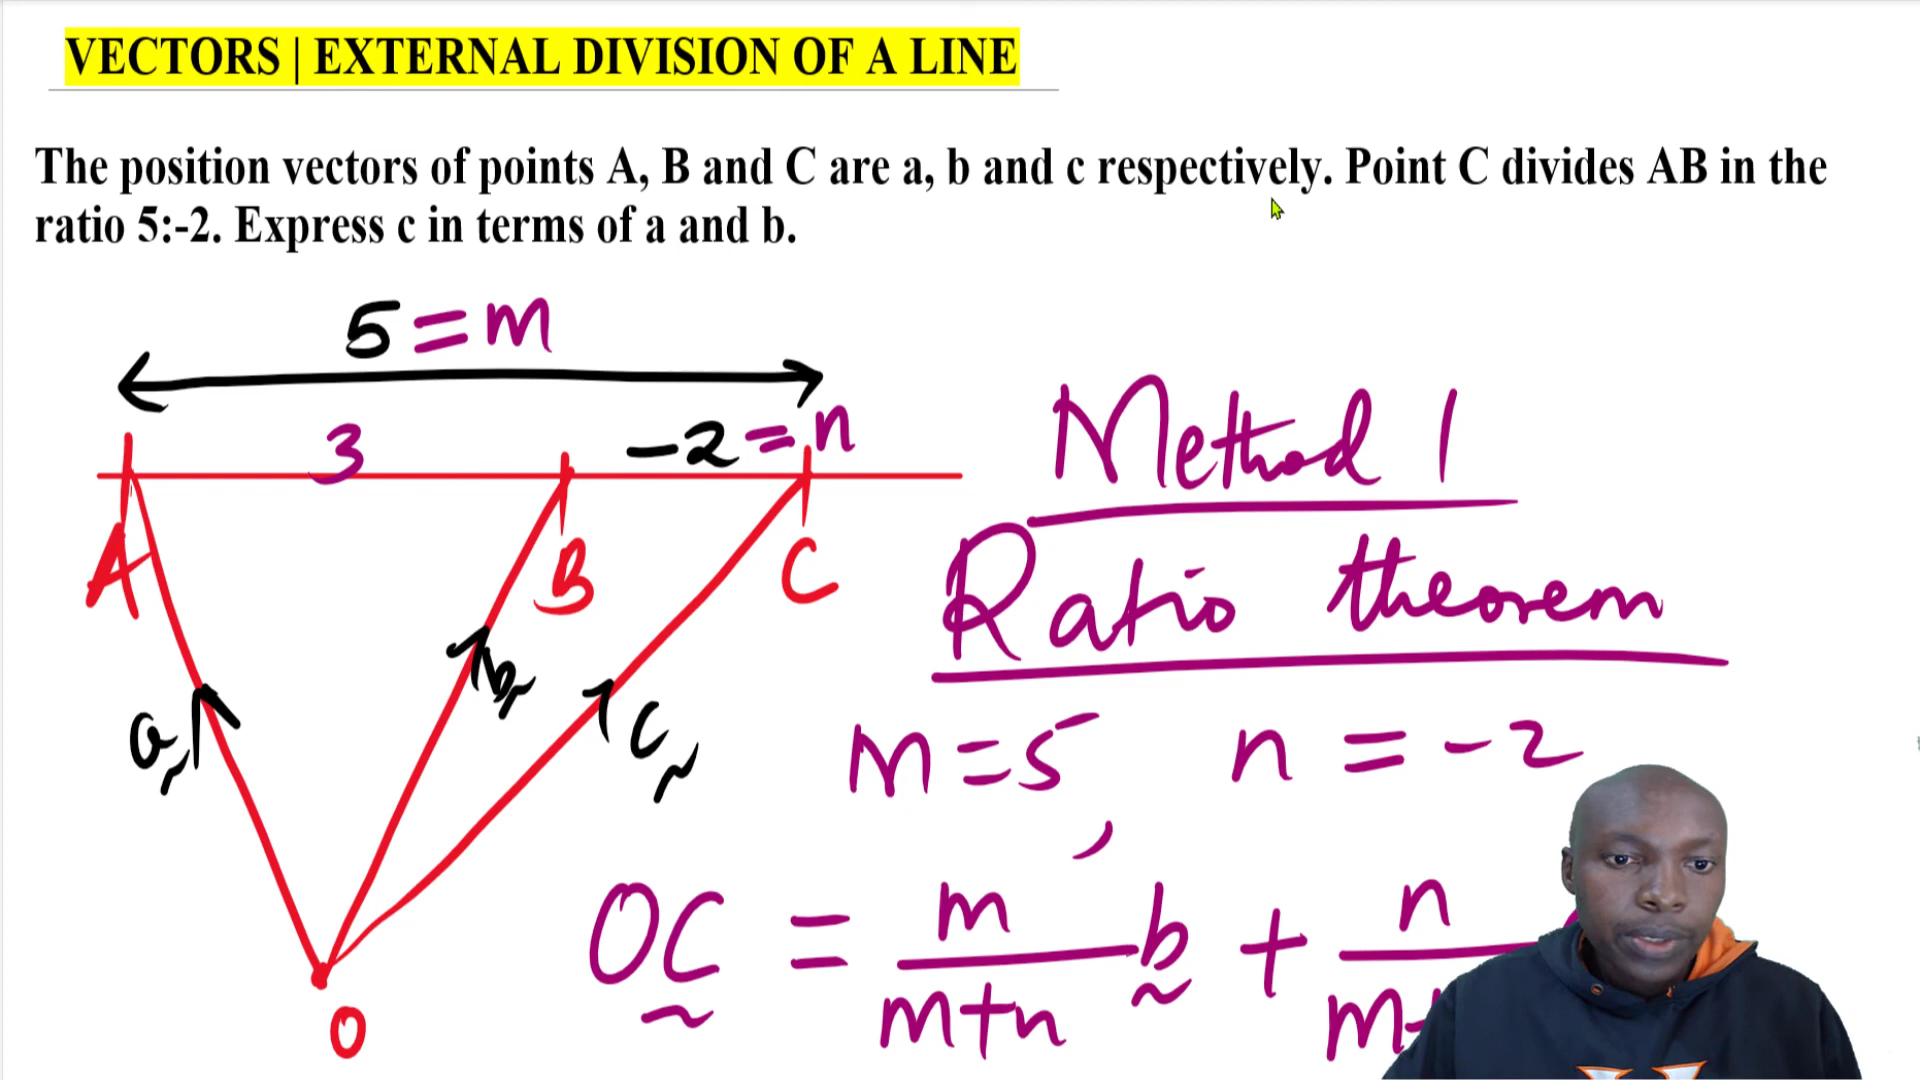 VECTORS | EXTERNAL DIVISION OF A LINE
The position vectors of points A, B and C are a, b and c respectively. Point C divides AB in the
ratio 5:-2. Express c in terms of a and b.
5 = m
3 -2 = n
A B C
a b c
O
Method 1
Ratio theorem
m = 5 , n = -2
OC = m/m+n b + n/m+